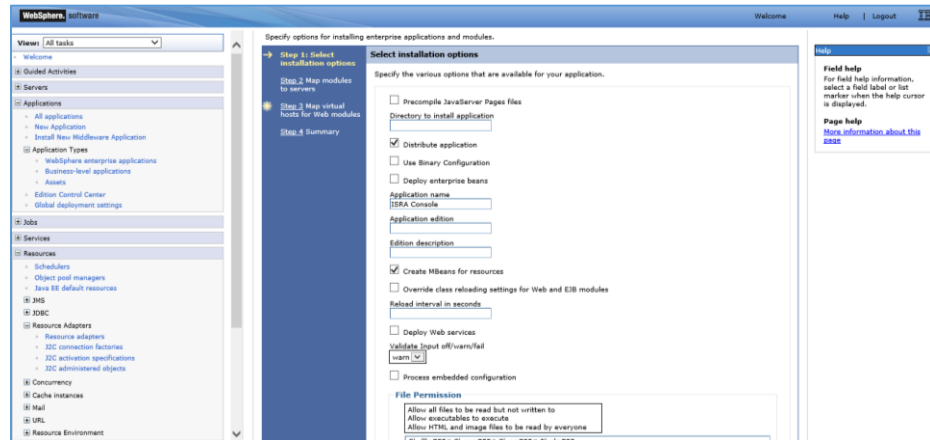 WebSphere. software
Welcome
Help | Logout
View: All tasks
Welcome
Guided Activities
Servers
Applications
All applications
New Application
Install New Middleware Application
Application Types
WebSphere enterprise applications
Business-level applications
Assets
Edition Control Center
Global deployment settings
Jobs
Services
Resources
Schedulers
Object pool managers
Java EE default resources
JMS
JDBC
Resource Adapters
Resource adapters
J2C connection factories
J2C activation specifications
J2C administered objects
Concurrency
Cache instances
Mail
URL
Resource Environment
Specify options for installing enterprise applications and modules.
Step 1: Select
installation options
Step 2 Map modules
to servers
Step 3 Map virtual
hosts for Web modules
Step 4 Summary
Select installation options
Specify the various options that are available for your application.
Precompile JavaServer Pages files
Directory to install application
Distribute application
Use Binary Configuration
Deploy enterprise beans
Application name
ISRA Console
Application edition
Edition description
Create MBeans for resources
Override class reloading settings for Web and EJB modules
Reload interval in seconds
Deploy Web services
Validate Input off/warn/fail
warn
Process embedded configuration
File Permission
Allow all files to be read but not written to
Allow executables to execute
Allow HTML and image files to be read by everyone
Help
Field help
For field help information,
select a field label or list
marker when the help cursor
is displayed.
Page help
More information about this
page